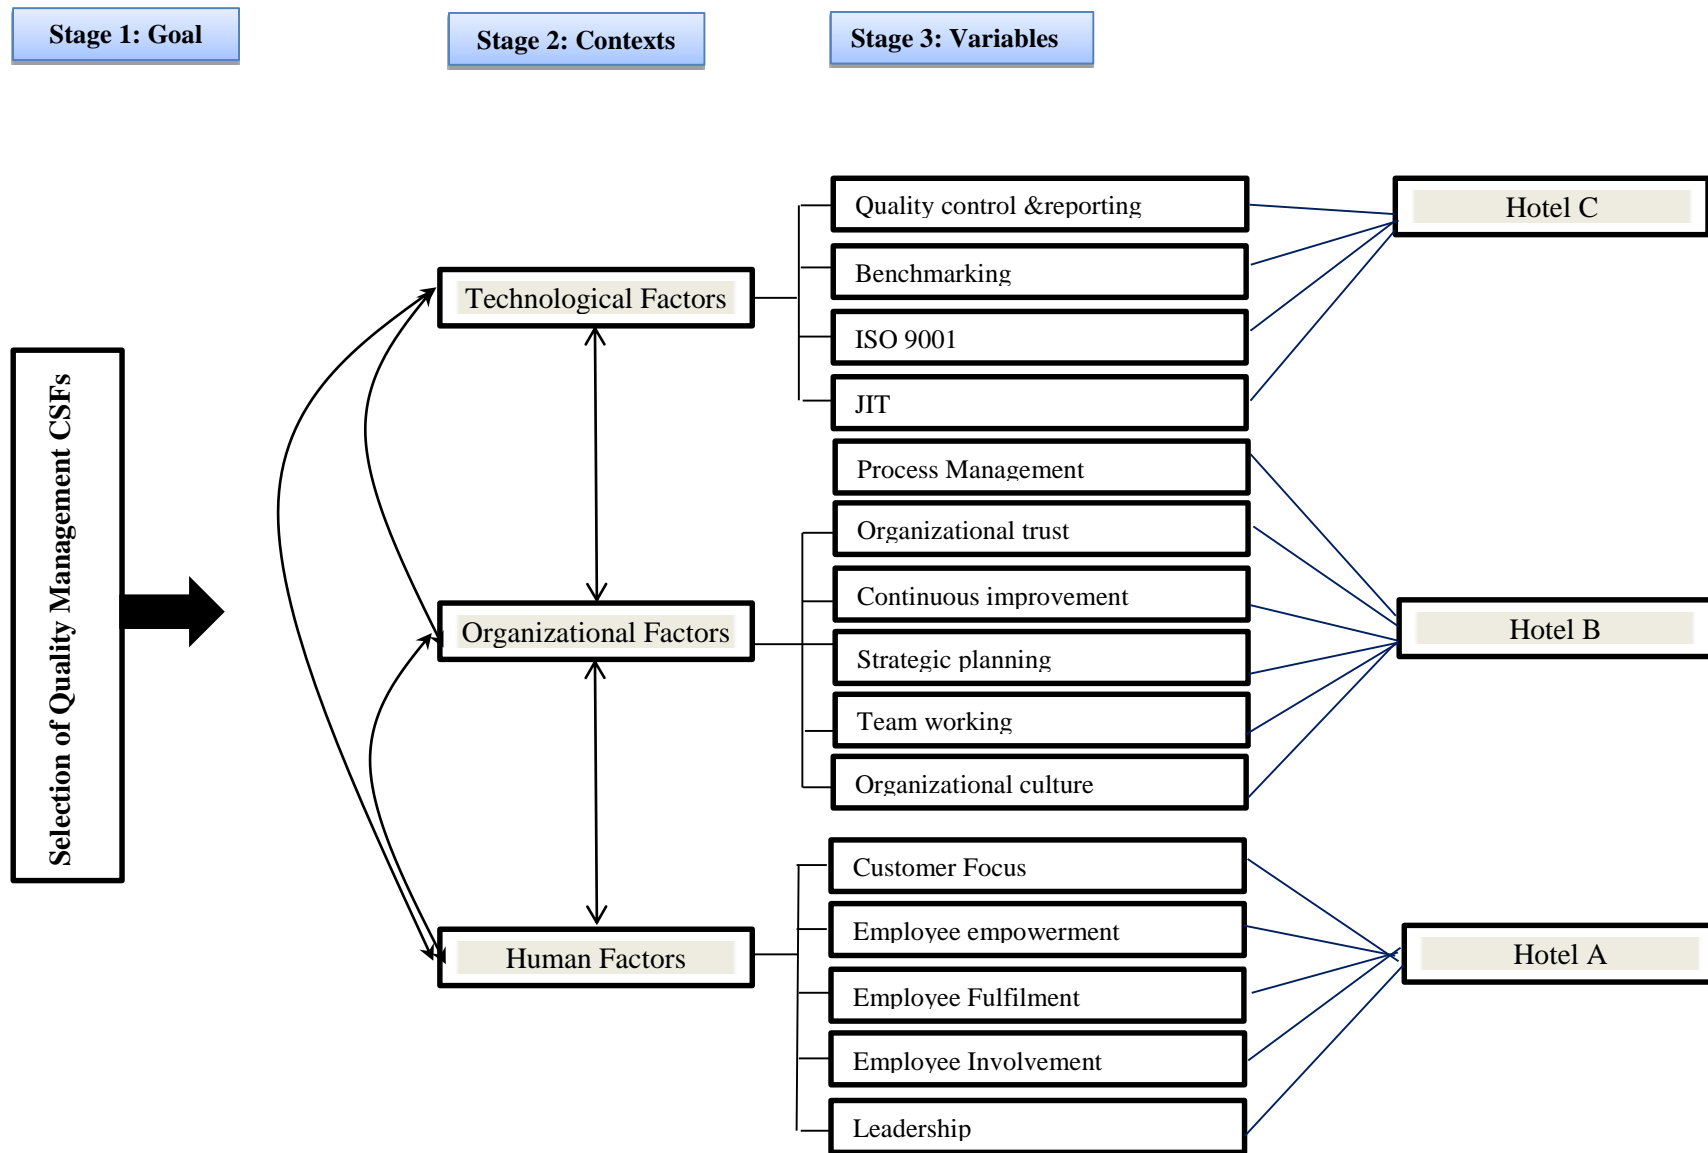 Stage 1: Goal
Stage 2: Contexts
Stage 3: Variables
Selection of Quality Management CSFs
Technological Factors
Organizational Factors
Human Factors
Quality control &reporting
Benchmarking
ISO 9001
JIT
Process Management
Organizational trust
Continuous improvement
Strategic planning
Team working
Organizational culture
Customer Focus
Employee empowerment
Employee Fulfilment
Employee Involvement
Leadership
Hotel C
Hotel B
Hotel A